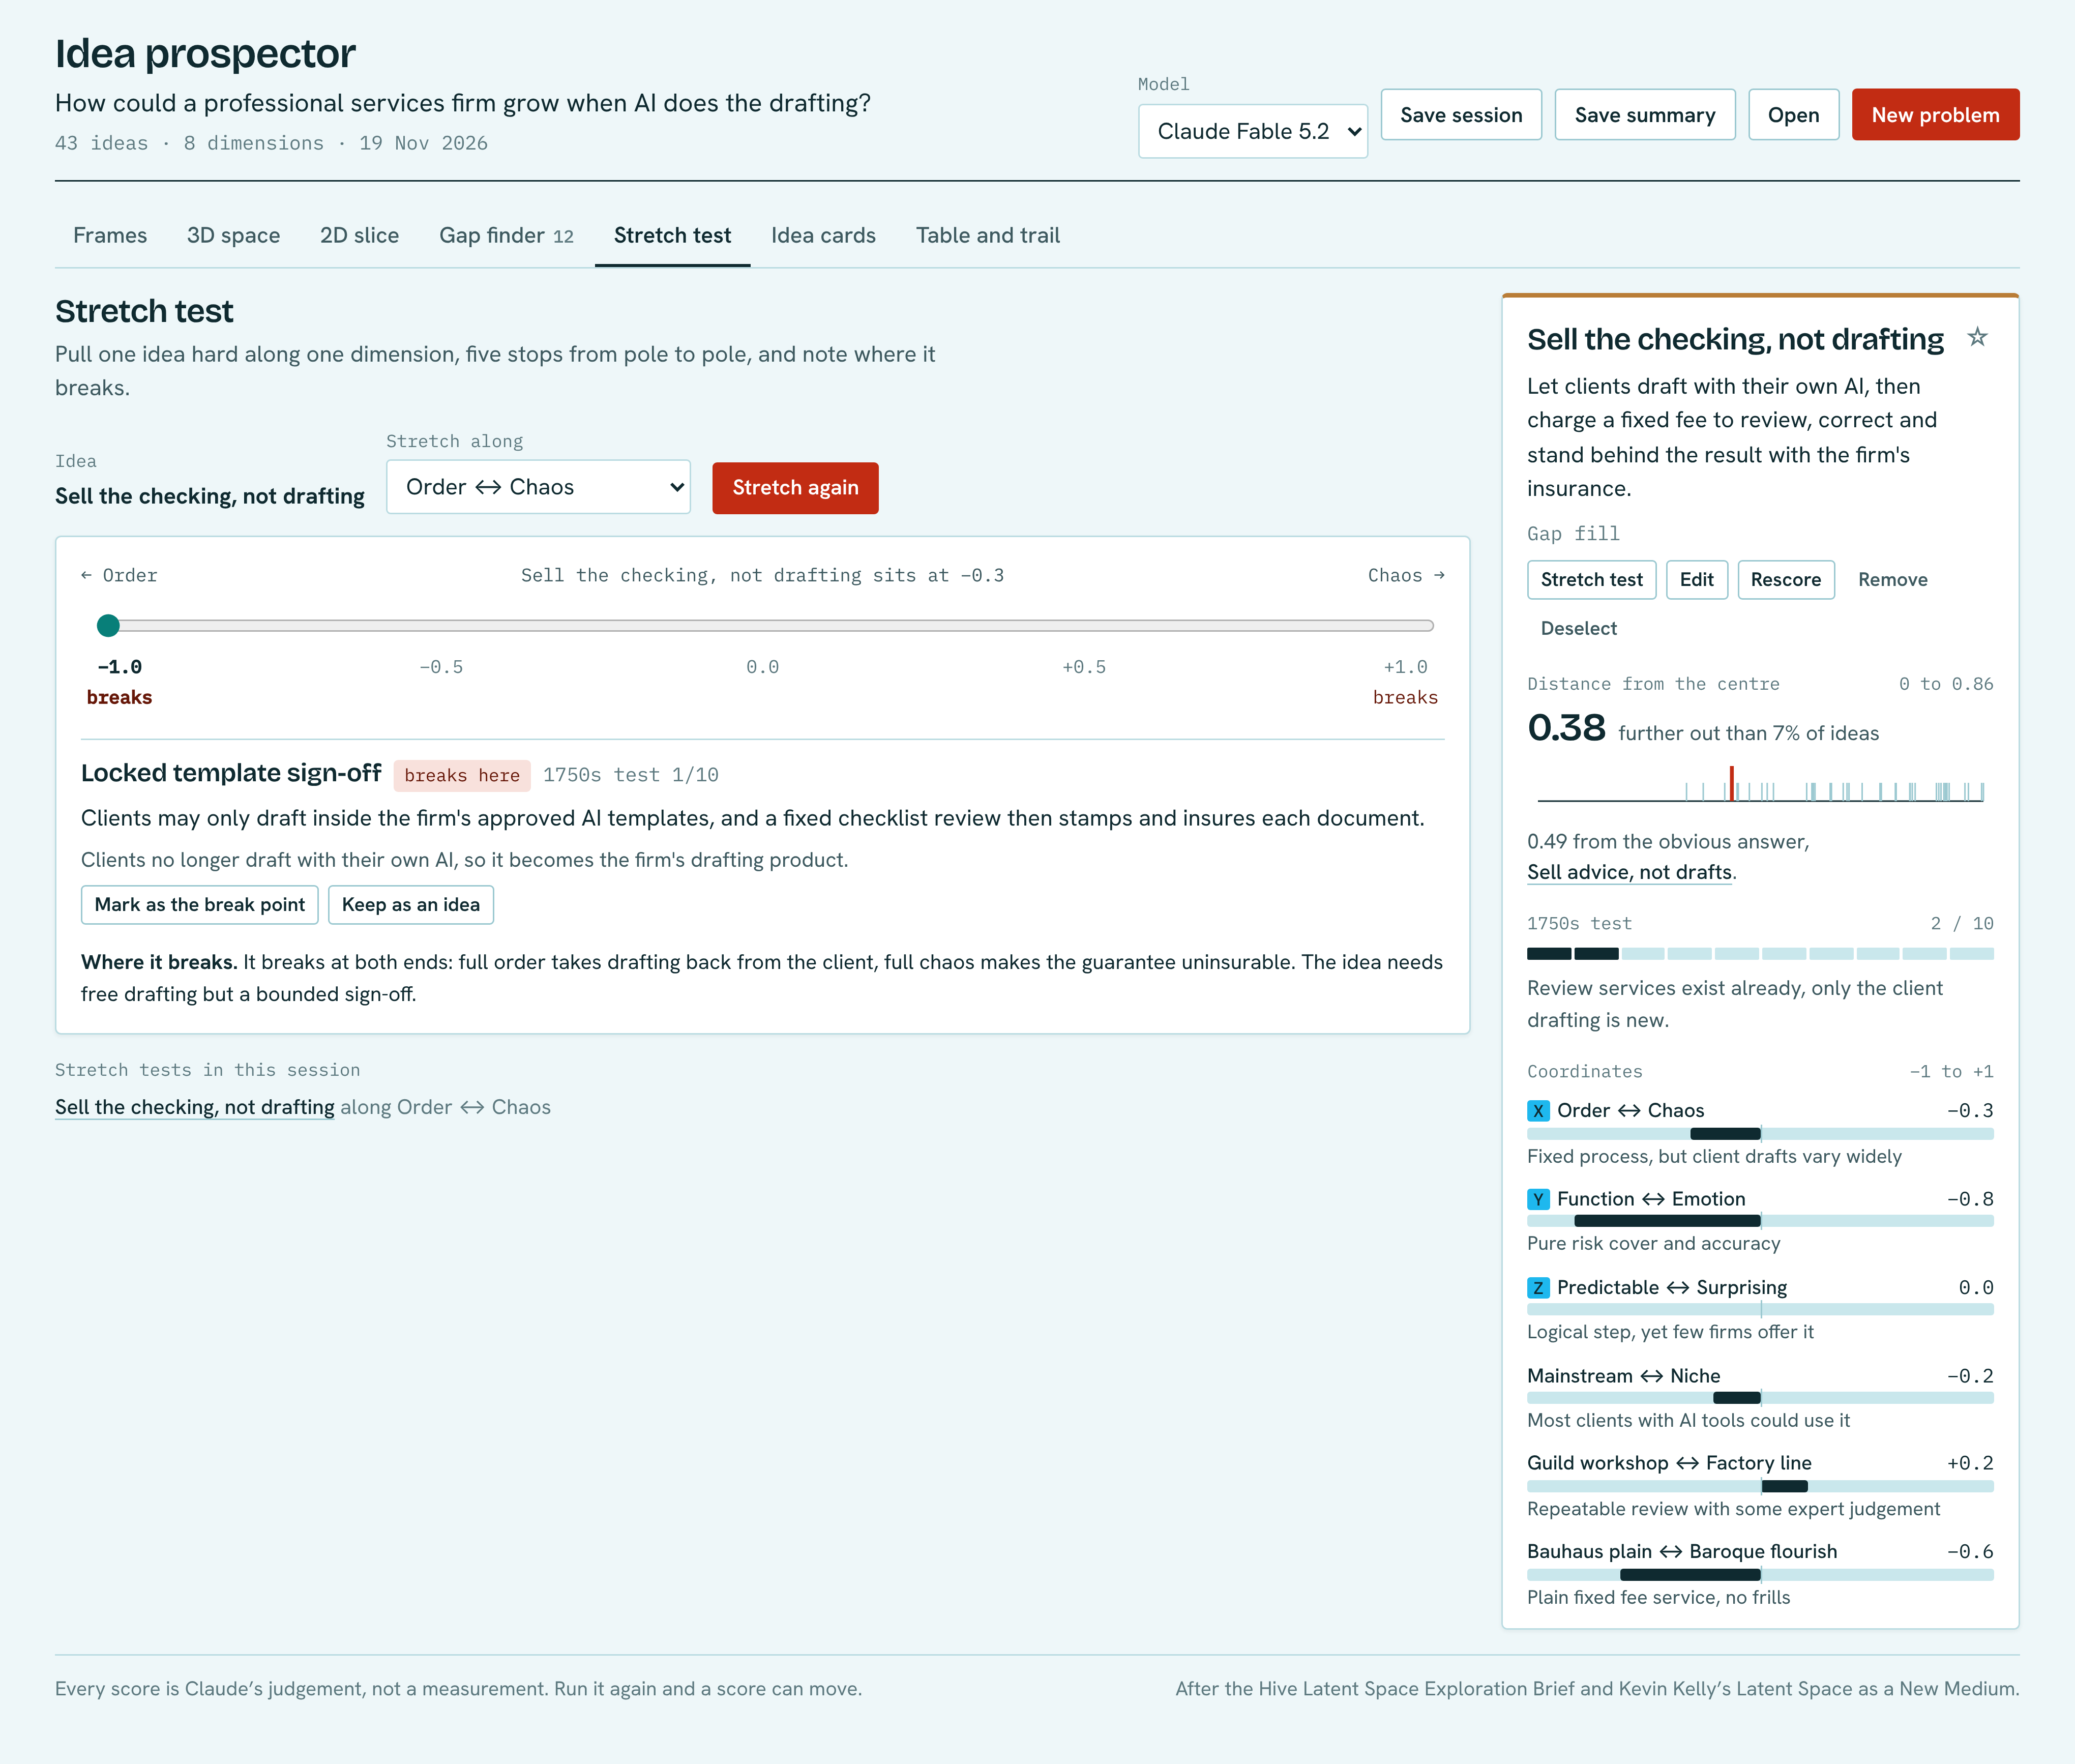 Idea prospector
How could a professional services firm grow when AI does the drafting?
43 ideas · 8 dimensions · 19 Nov 2026
Model
Claude Fable 5.2
Save session
Save summary
Open
New problem
Frames
3D space
2D slice
Gap finder 12
Stretch test
Idea cards
Table and trail
Stretch test
Pull one idea hard along one dimension, five stops from pole to pole, and note where it
breaks.
Idea
Sell the checking, not drafting
Stretch along
Order ↔ Chaos
Stretch again
← Order
Sell the checking, not drafting sits at −0.3
Chaos →
−1.0
−0.5
0.0
+0.5
+1.0
breaks
breaks
Locked template sign-off
breaks here
1750s test 1/10
Clients may only draft inside the firm's approved AI templates, and a fixed checklist review then stamps and insures each document.
Clients no longer draft with their own AI, so it becomes the firm's drafting product.
Mark as the break point
Keep as an idea
Where it breaks. It breaks at both ends: full order takes drafting back from the client, full chaos makes the guarantee uninsurable. The idea needs
free drafting but a bounded sign-off.
Stretch tests in this session
Sell the checking, not drafting along Order ↔ Chaos
Sell the checking, not drafting ☆
Let clients draft with their own AI, then
charge a fixed fee to review, correct and
stand behind the result with the firm's
insurance.
Gap fill
Stretch test
Edit
Rescore
Remove
Deselect
Distance from the centre
0 to 0.86
0.38 further out than 7% of ideas
0.49 from the obvious answer,
Sell advice, not drafts.
1750s test
2 / 10
Review services exist already, only the client
drafting is new.
Coordinates
−1 to +1
X Order ↔ Chaos
−0.3
Fixed process, but client drafts vary widely
Y Function ↔ Emotion
−0.8
Pure risk cover and accuracy
Z Predictable ↔ Surprising
0.0
Logical step, yet few firms offer it
Mainstream ↔ Niche
−0.2
Most clients with AI tools could use it
Guild workshop ↔ Factory line
+0.2
Repeatable review with some expert judgement
Bauhaus plain ↔ Baroque flourish
−0.6
Plain fixed fee service, no frills
Every score is Claude’s judgement, not a measurement. Run it again and a score can move.
After the Hive Latent Space Exploration Brief and Kevin Kelly’s Latent Space as a New Medium.